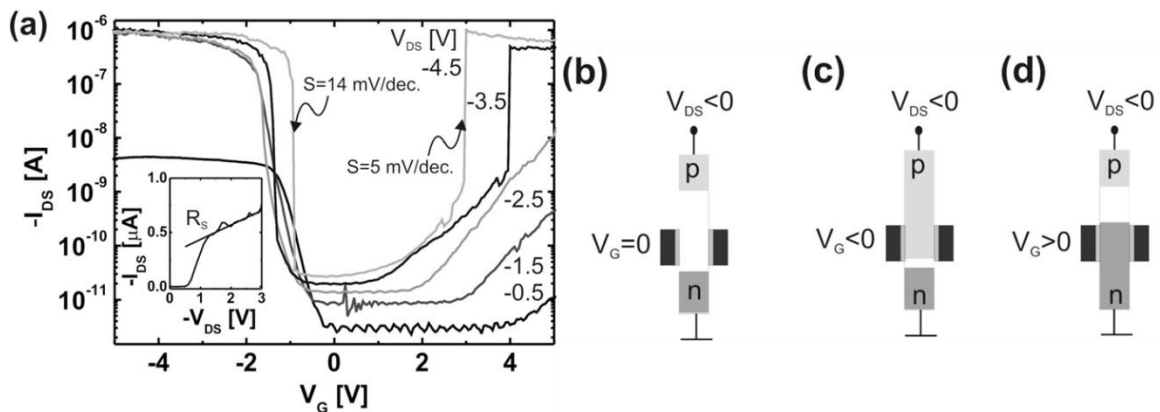 (a)
10⁻⁶
10⁻⁷
10⁻⁸
10⁻⁹
10⁻¹⁰
10⁻¹¹
-I_DS [A]
V_DS [V]
-4.5
-3.5
-2.5
-1.5
-0.5
S=14 mV/dec.
S=5 mV/dec.
1.0
0.5
0.0
-I_DS [μA]
R_S
0 1 2 3
-V_DS [V]
-4 -2 0 2 4
V_G [V]
(b)
V_DS<0
p
V_G=0
n
(c)
V_DS<0
p
V_G<0
n
(d)
V_DS<0
p
V_G>0
n